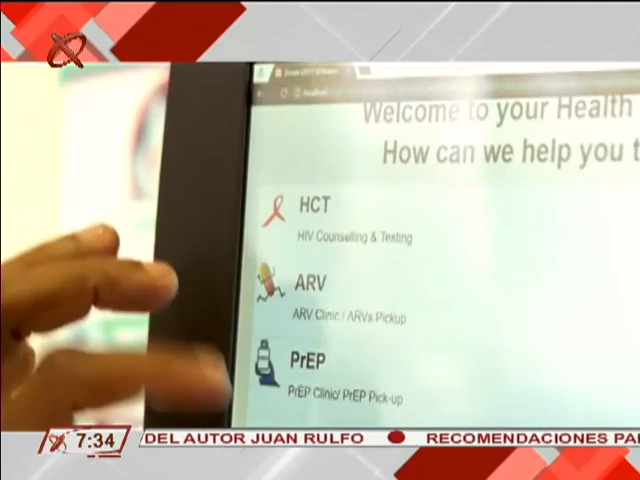 Welcome to your Health
How can we help you t
HCT
HIV Counselling & Testing
ARV
ARV Clinic / ARVs Pickup
PrEP
PrEP Clinic/ PrEP Pick-up
7:34
DEL AUTOR JUAN RULFO
RECOMENDACIONES PA